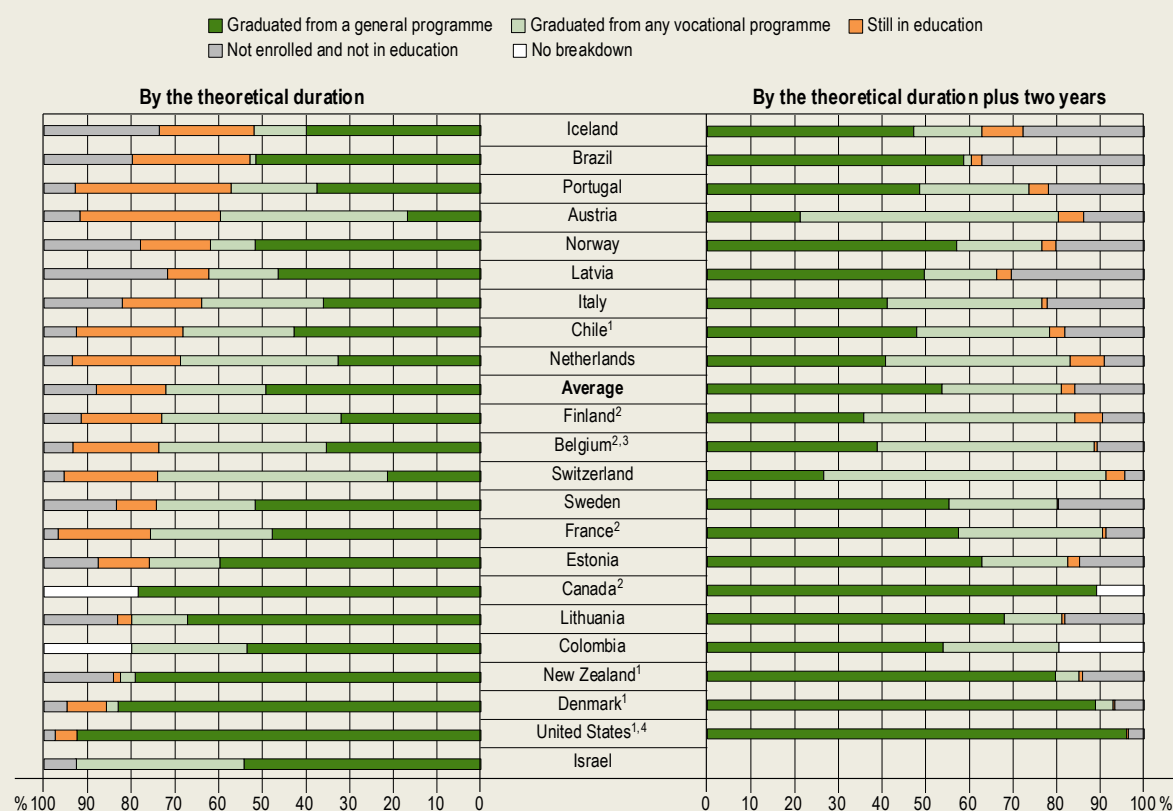 Graduated from a general programme
Graduated from any vocational programme
Still in education
Not enrolled and not in education
No breakdown
By the theoretical duration
By the theoretical duration plus two years
Iceland
Brazil
Portugal
Austria
Norway
Latvia
Italy
Chile¹
Netherlands
Average
Finland²
Belgium²,³
Switzerland
Sweden
France²
Estonia
Canada²
Lithuania
Colombia
New Zealand¹
Denmark¹
United States¹,⁴
Israel
% 100 90 80 70 60 50 40 30 20 10 0
0 10 20 30 40 50 60 70 80 90 100 %